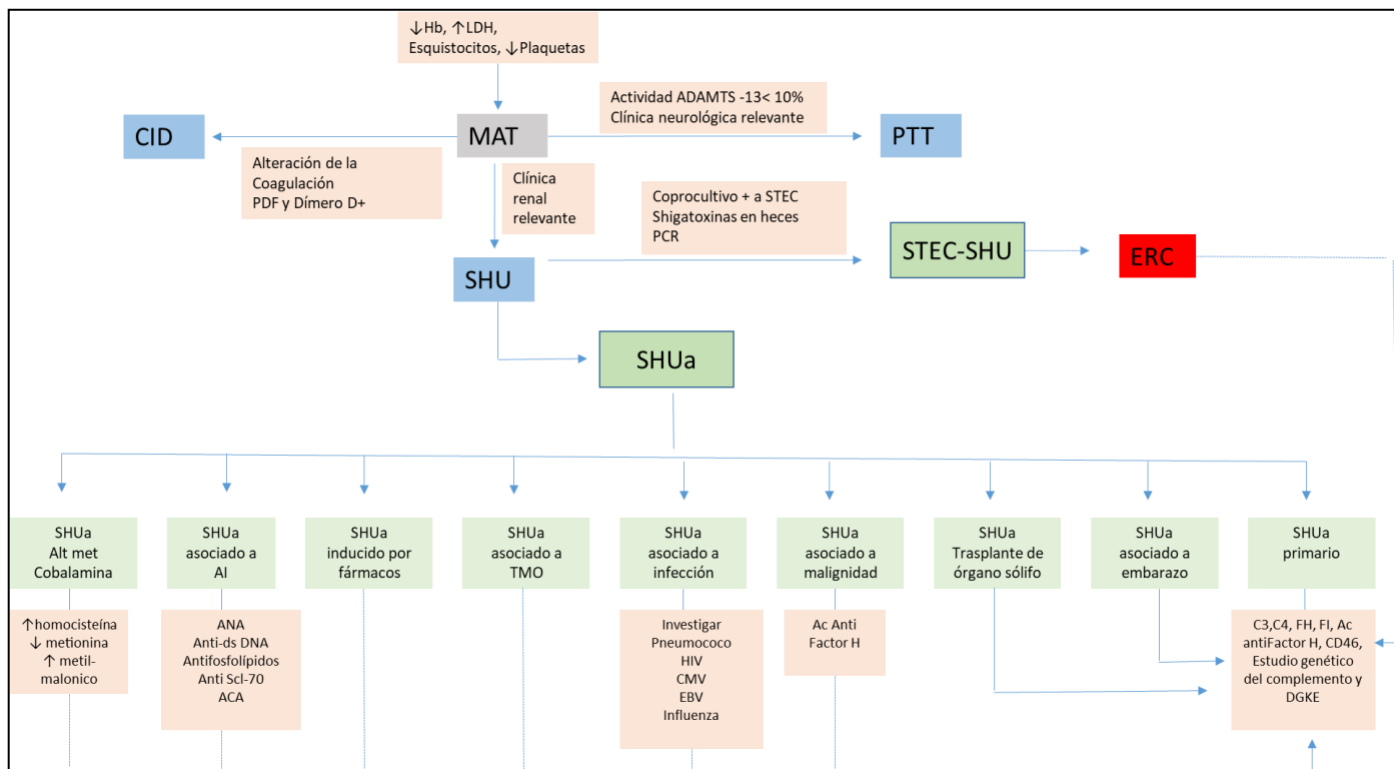 ↓Hb, ↑LDH,
Esquistocitos, ↓Plaquetas
Actividad ADAMTS -13< 10%
Clínica neurológica relevante
CID
MAT
PTT
Alteración de la
Coagulación
PDF y Dímero D+
Clínica
renal
relevante
Coprocultivo + a STEC
Shigatoxinas en heces
PCR
STEC-SHU
ERC
SHU
SHUa
SHUa
Alt met
Cobalamina
SHUa
asociado a
AI
SHUa
inducido por
fármacos
SHUa
asociado a
TMO
SHUa
asociado a
infección
SHUa
asociado a
malignidad
SHUa
Trasplante de
órgano sólifo
SHUa
asociado a
embarazo
SHUa
primario
↑homocisteína
↓ metionina
↑ metil-
malonico
ANA
Anti-ds DNA
Antifosfolípidos
Anti Scl-70
ACA
Investigar
Pneumococo
HIV
CMV
EBV
Influenza
Ac Anti
Factor H
C3,C4, FH, FI, Ac
antiFactor H, CD46,
Estudio genético
del complemento y
DGKE